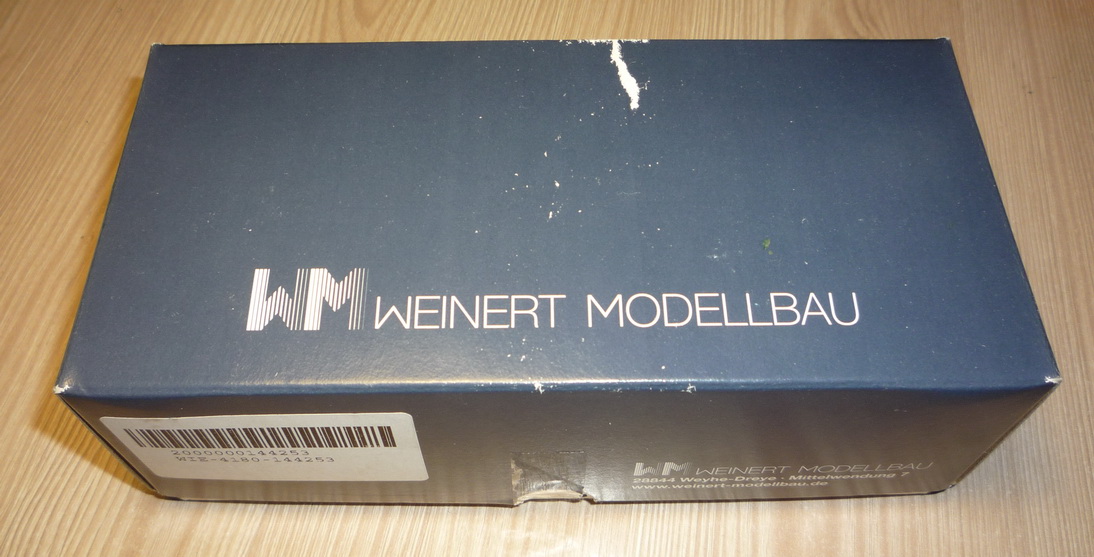 WM WEINERT MODELLBAU
2000000144253
WIE-4180-144253
WM WEINERT MODELLBAU
28844 Weyhe-Dreye · Mittelwendung 7
www.weinert-modellbau.de